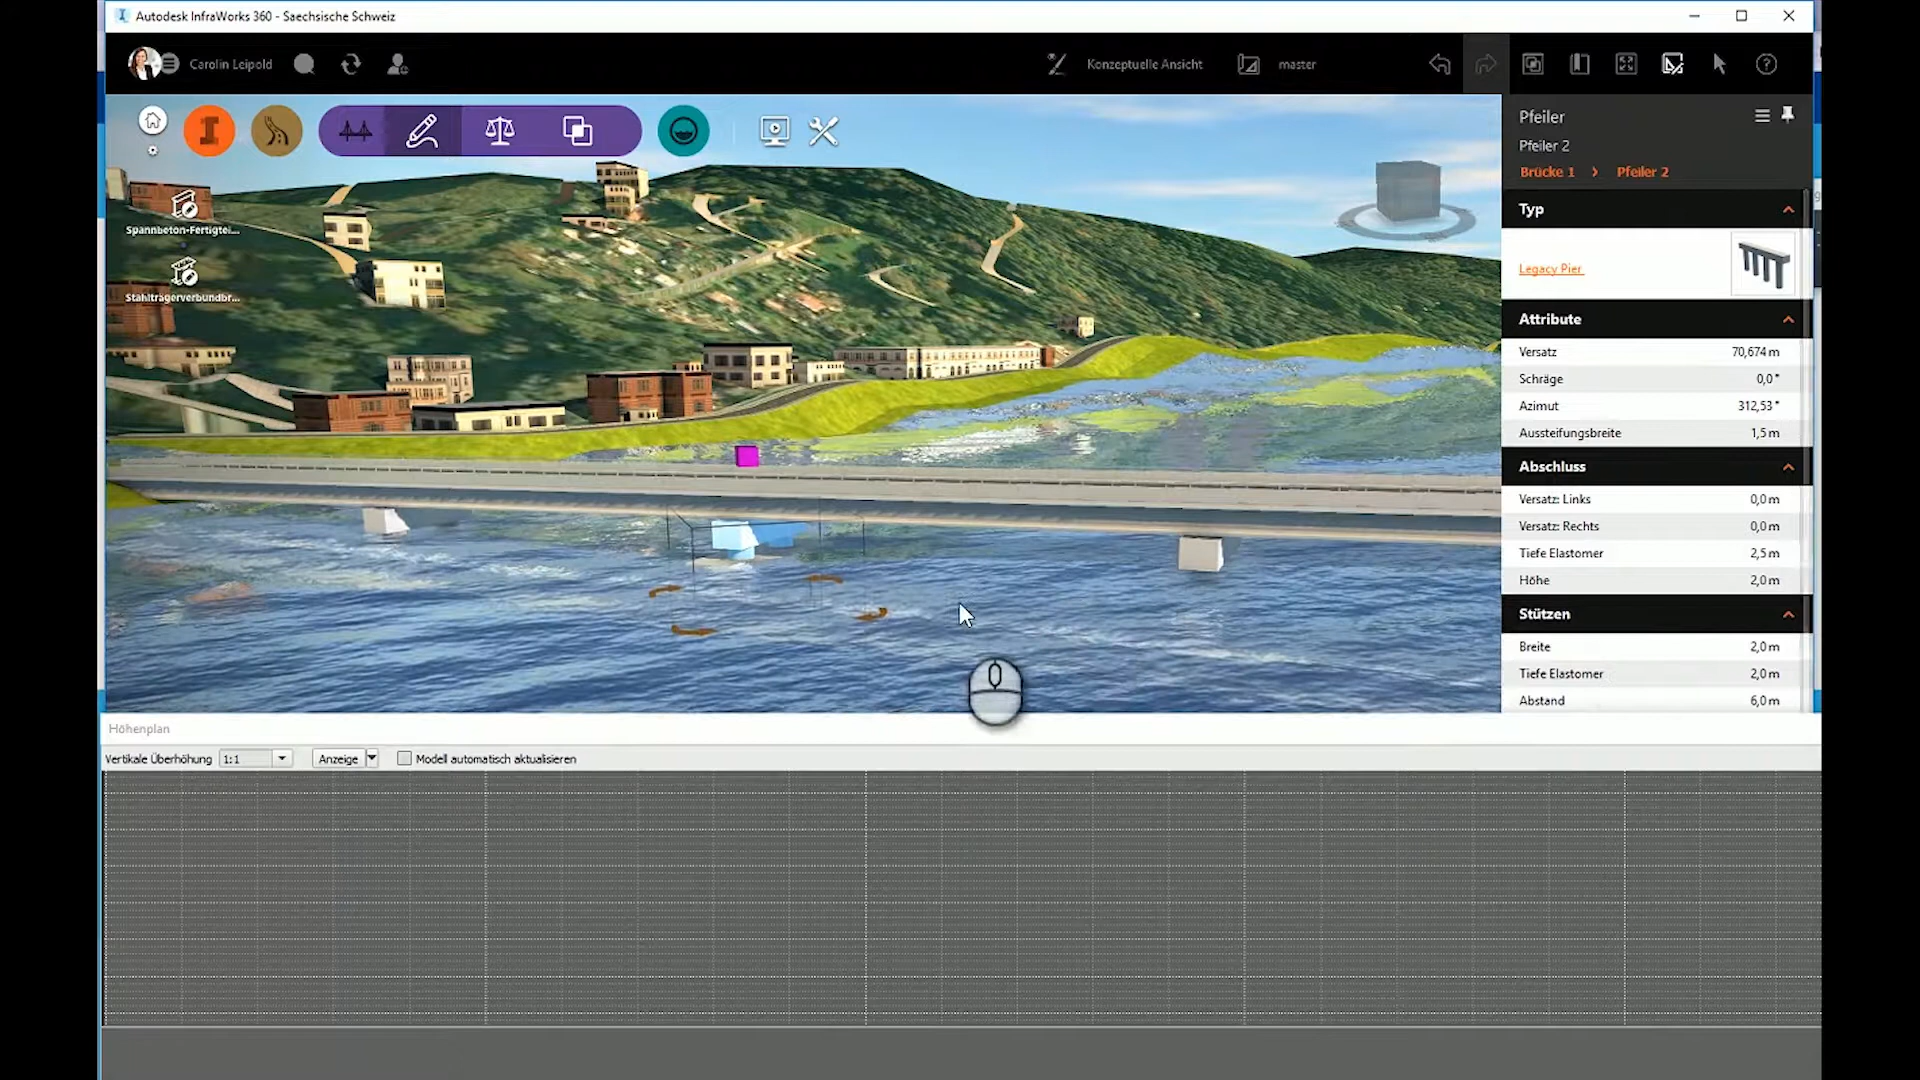 Autodesk InfraWorks 360 - Saechsische Schweiz
Carolin Leipold
Konzeptuelle Ansicht
master
Spannbeton-Fertigtei...
Stahlträgerverbundbr...
Pfeiler
Pfeiler 2
Brücke 1 > Pfeiler 2
Typ
Legacy Pier
Attribute
Versatz 70,674 m
Schräge 0,0°
Azimut 312,53°
Aussteifungsbreite 1,5 m
Abschluss
Versatz: Links 0,0 m
Versatz: Rechts 0,0 m
Tiefe Elastomer 2,5 m
Höhe 2,0 m
Stützen
Breite 2,0 m
Tiefe Elastomer 2,0 m
Abstand 6,0 m
Höhenplan
Vertikale Überhöhung 1:1 Anzeige Modell automatisch aktualisieren